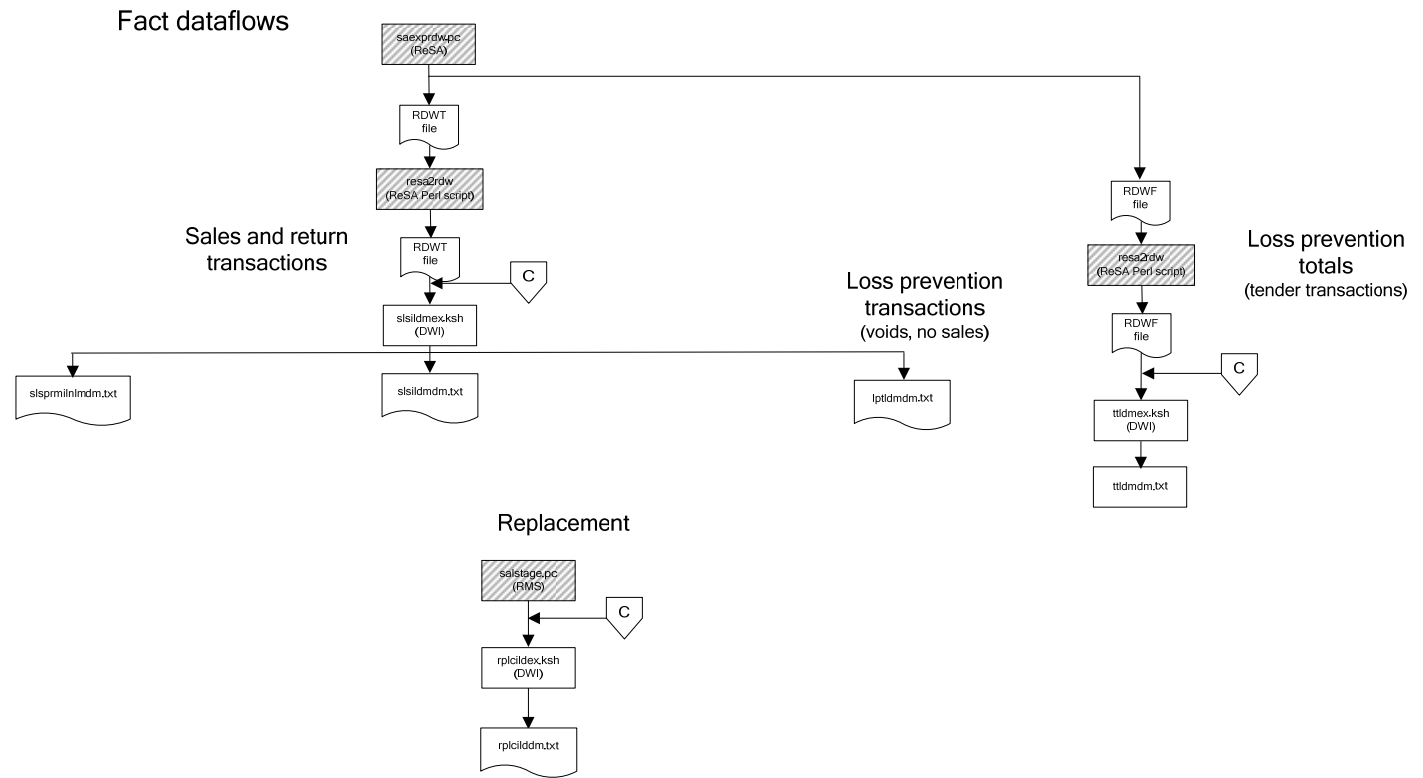 Fact dataflows
saexprdw.pc
(ReSA)
RDWT
file
resa2rdw
(ReSA Perl script)
Sales and return
transactions
RDWT
file
C
slsildmex.ksh
(DWI)
slsprmilnlmdm.txt
slsildmdm.txt
Loss prevention
transactions
(voids, no sales)
lptldmdm.txt
RDWF
file
resa2rdw
(ReSA Perl script)
Loss prevention
totals
(tender transactions)
RDWF
file
C
ttldmex.ksh
(DWI)
ttldmdm.txt
Replacement
salstage.pc
(RMS)
C
rplcildex.ksh
(DWI)
rplcilddm.txt